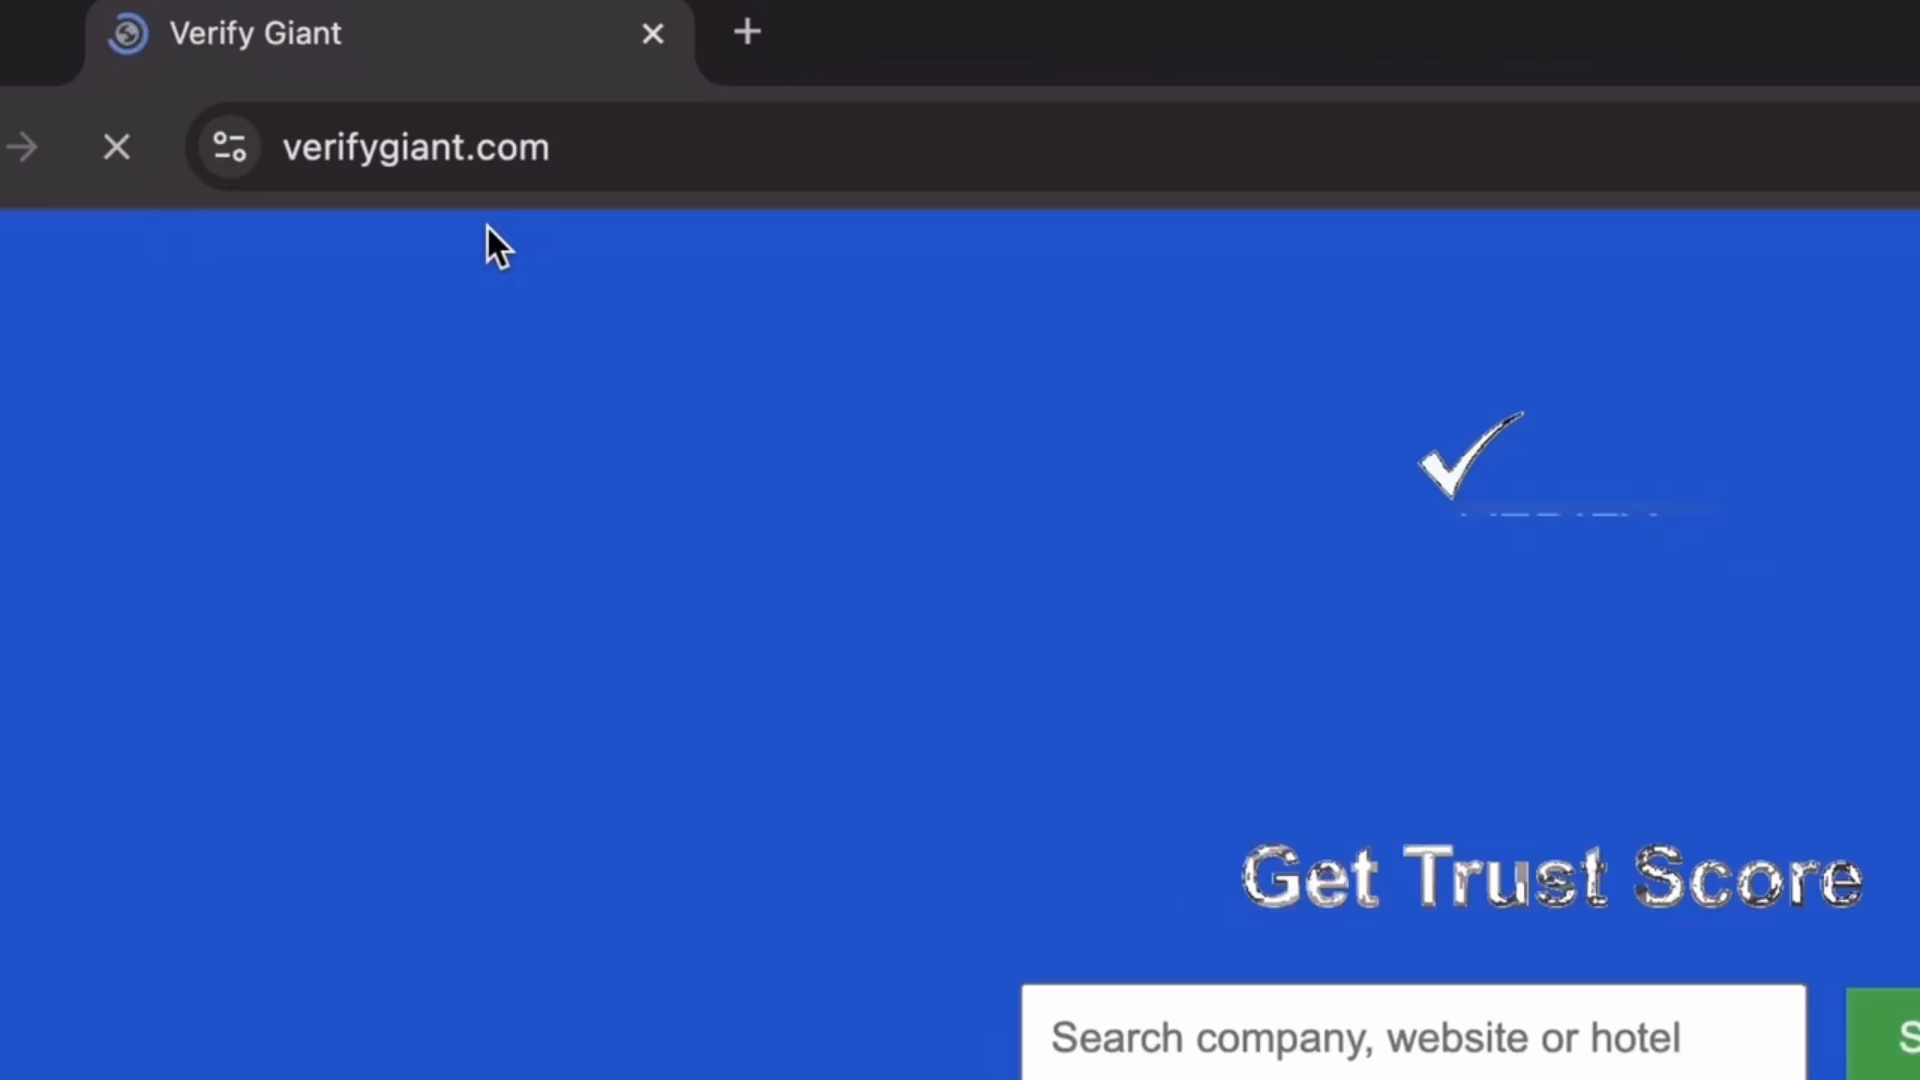 Verify Giant
verifygiant.com
Get Trust Score
Search company, website or hotel